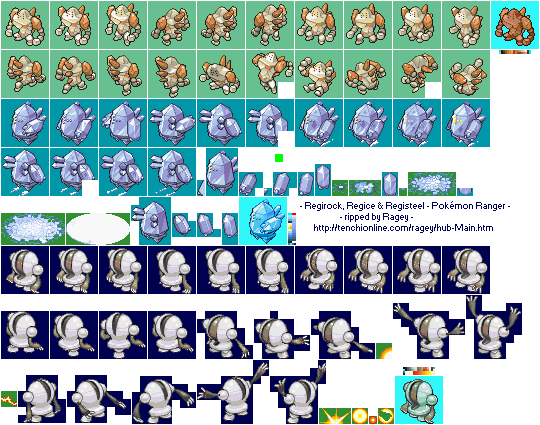 - Regirock, Regice & Registeel - Pokémon Ranger -
- ripped by Ragey -
http://tenchionline.com/ragey/hub-Main.htm